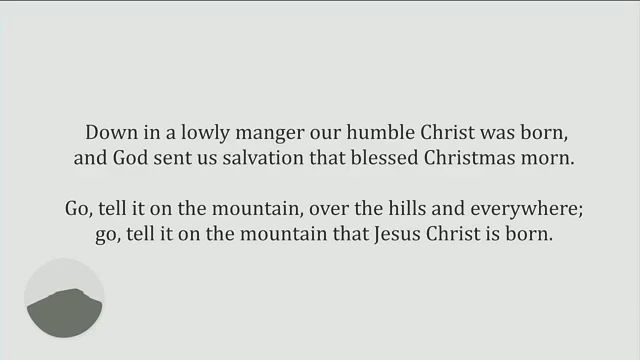 Down in a lowly manger our humble Christ was born,
and God sent us salvation that blessed Christmas morn.
Go, tell it on the mountain, over the hills and everywhere;
go, tell it on the mountain that Jesus Christ is born.